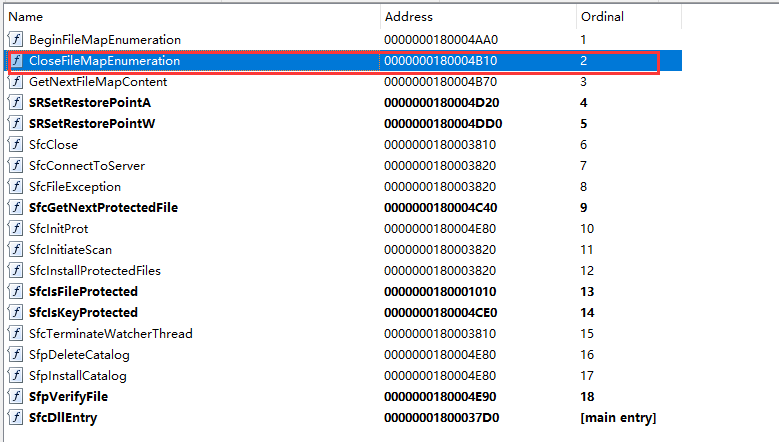 Name Address Ordinal
BeginFileMapEnumeration 0000000180004AA0 1
CloseFileMapEnumeration 0000000180004B10 2
GetNextFileMapContent 0000000180004B70 3
SRSetRestorePointA 0000000180004D20 4
SRSetRestorePointW 0000000180004DD0 5
SfcClose 0000000180003810 6
SfcConnectToServer 0000000180003820 7
SfcFileException 0000000180003820 8
SfcGetNextProtectedFile 0000000180004C40 9
SfcInitProt 0000000180004E80 10
SfcInitiateScan 0000000180003820 11
SfcInstallProtectedFiles 0000000180003820 12
SfcIsFileProtected 0000000180001010 13
SfcIsKeyProtected 0000000180004CE0 14
SfcTerminateWatcherThread 0000000180003810 15
SfpDeleteCatalog 0000000180004E80 16
SfpInstallCatalog 0000000180004E80 17
SfpVerifyFile 0000000180004E90 18
SfcDllEntry 00000001800037D0 [main entry]